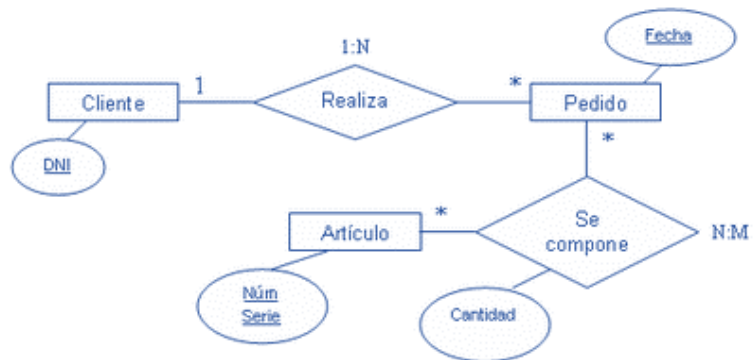 Fecha
1:N
Cliente
1
Realiza
*
Pedido
*
DNI
Artículo
*
Se
compone
N:M
Núm
Serie
Cantidad